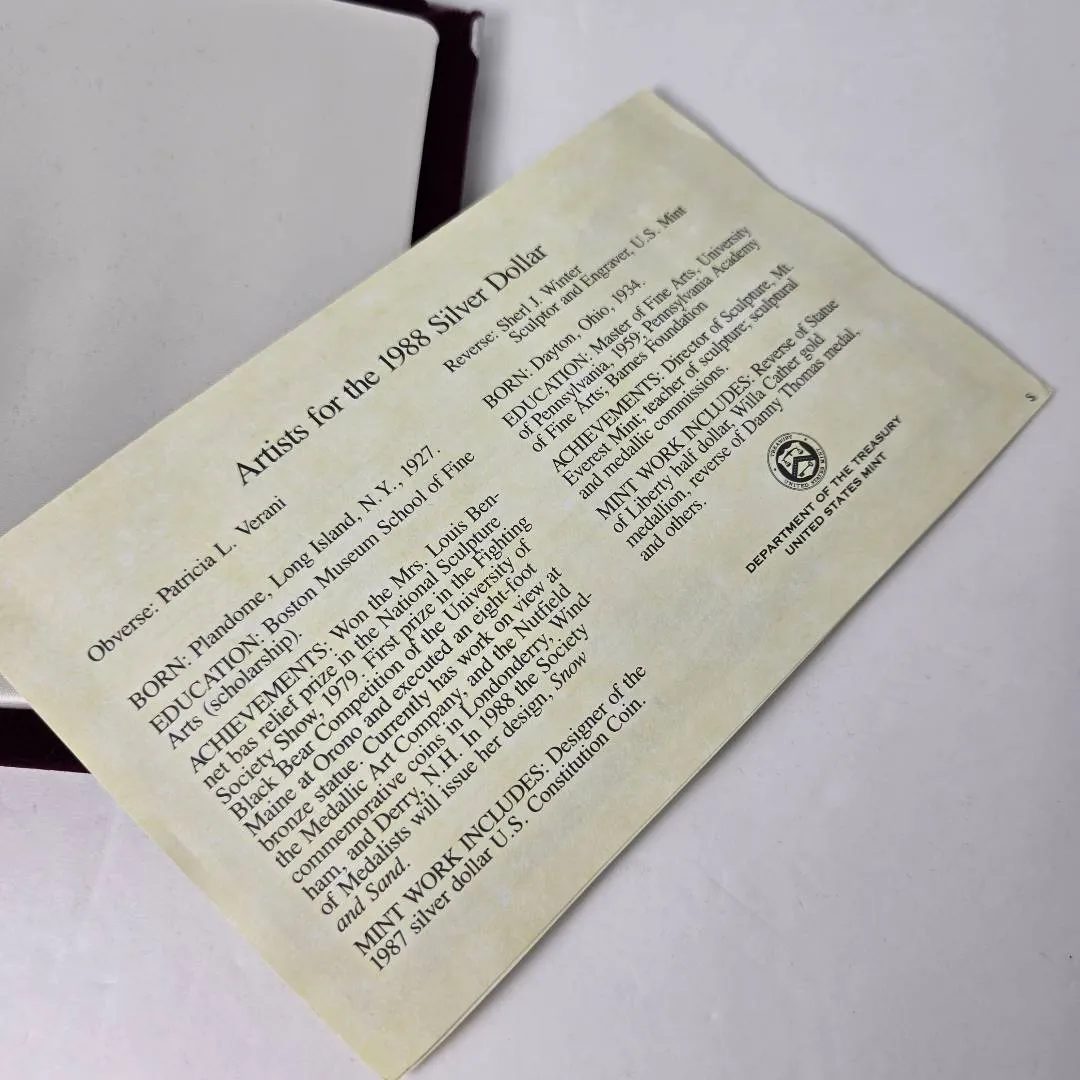 Artists for the 1988 Silver Dollar
Obverse: Patricia L. Verani
BORN: Plandome, Long Island, N.Y., 1927.
EDUCATION: Boston Museum School of Fine
Arts (scholarship).
ACHIEVEMENTS: Won the Mrs. Louis Ben-
net bas relief prize in the National Sculpture
Society Show, 1979. First prize in the Fighting
Black Bear Competition of the University of
Maine at Orono and executed an eight-foot
bronze statue. Currently has work on view at
the Medallic Art Company, and the Nutfield
commemorative coins in Londonderry, Wind-
ham, and Derry, N.H. In 1988 the Society
of Medalists will issue her design, Snow
and Sand.
MINT WORK INCLUDES: Designer of the
1987 silver dollar U.S. Constitution Coin.
Reverse: Sherl J. Winter
Sculptor and Engraver, U.S. Mint
BORN: Dayton, Ohio, 1934.
EDUCATION: Master of Fine Arts, University
of Pennsylvania, 1959; Pennsylvania Academy
of Fine Arts; Barnes Foundation
ACHIEVEMENTS: Director of Sculpture, Mt.
Everest Mint; teacher of sculpture; sculptural
and medallic commissions.
MINT WORK INCLUDES: Reverse of Statue
of Liberty half dollar, Willa Cather gold
medallion, reverse of Danny Thomas medal,
and others.
DEPARTMENT OF THE TREASURY
UNITED STATES MINT
S